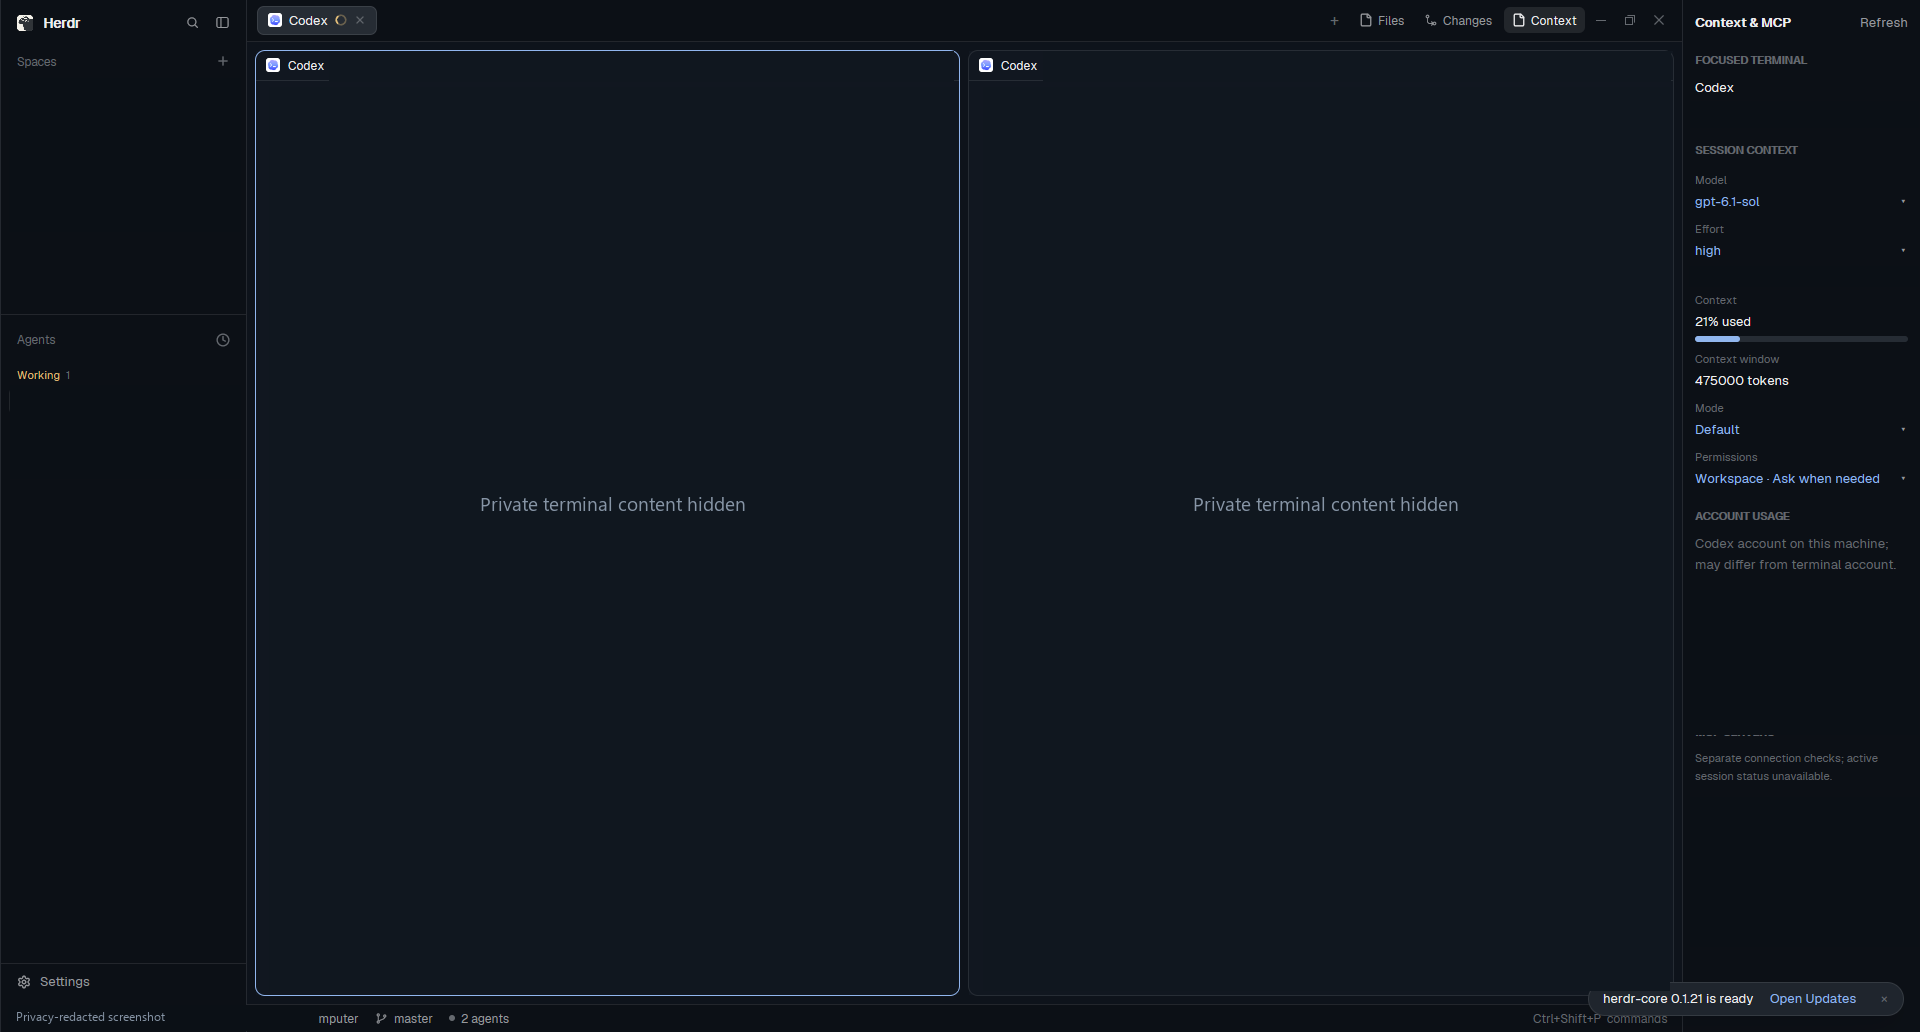 Herdr
Spaces
Agents
Working 1
Settings
Privacy-redacted screenshot
Codex
Files
Changes
Context
Codex
Private terminal content hidden
Codex
Private terminal content hidden
mputer
master
2 agents
Ctrl+Shift+P commands
Context & MCP
Refresh
FOCUSED TERMINAL
Codex
SESSION CONTEXT
Model
gpt-6.1-sol
Effort
high
Context
21% used
Context window
475000 tokens
Mode
Default
Permissions
Workspace · Ask when needed
ACCOUNT USAGE
Codex account on this machine;
may differ from terminal account.
Separate connection checks; active
session status unavailable.
herdr-core 0.1.21 is ready
Open Updates